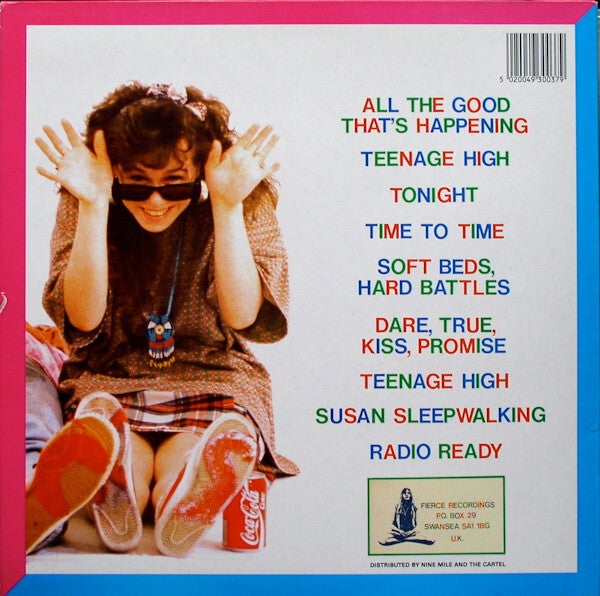 5 020049 300379
ALL THE GOOD
THAT'S HAPPENING
TEENAGE HIGH
TONIGHT
TIME TO TIME
SOFT BEDS,
HARD BATTLES
DARE, TRUE,
KISS, PROMISE
TEENAGE HIGH
SUSAN SLEEPWALKING
RADIO READY
Coca-Cola
FIERCE RECORDINGS
P.O. BOX 29
SWANSEA SA1 1BG
U.K.
DISTRIBUTED BY NINE MILE AND THE CARTEL